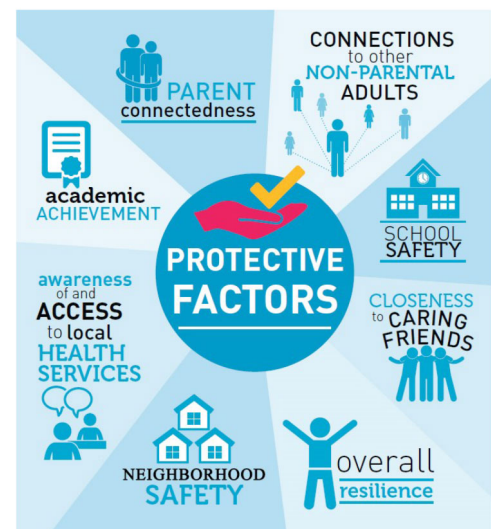 PARENT
connectedness
CONNECTIONS
to other
NON-PARENTAL
ADULTS
academic
ACHIEVEMENT
SCHOOL
SAFETY
PROTECTIVE
FACTORS
awareness
of and
ACCESS
to local
HEALTH
SERVICES
CLOSENESS
to CARING
FRIENDS
NEIGHBORHOOD
SAFETY
overall
resilience